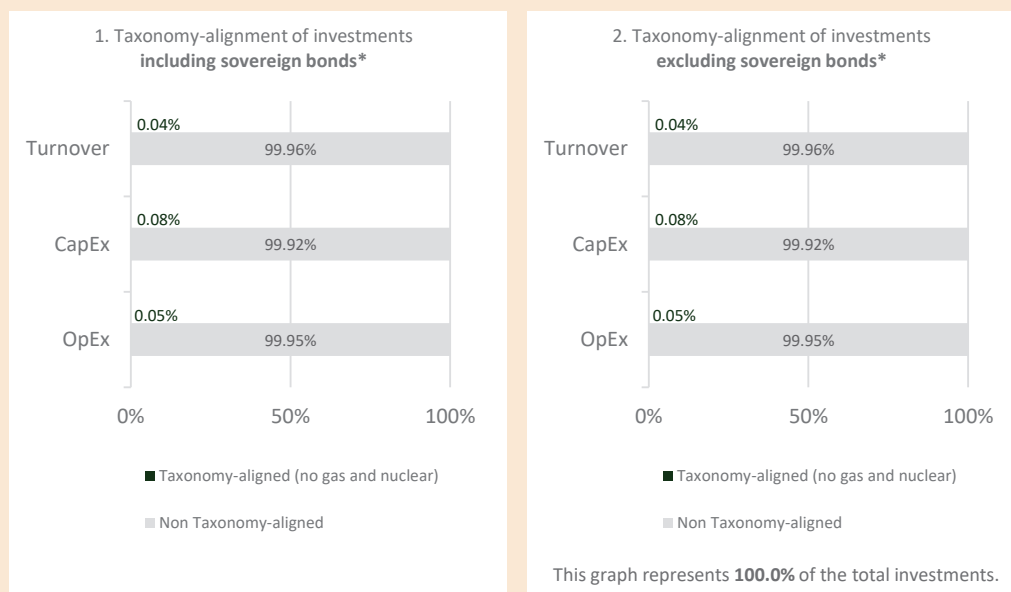 1. Taxonomy-alignment of investments
including sovereign bonds*
Turnover
0.04%
99.96%
CapEx
0.08%
99.92%
OpEx
0.05%
99.95%
0%
50%
100%
Taxonomy-aligned (no gas and nuclear)
Non Taxonomy-aligned
2. Taxonomy-alignment of investments
excluding sovereign bonds*
Turnover
0.04%
99.96%
CapEx
0.08%
99.92%
OpEx
0.05%
99.95%
0%
50%
100%
Taxonomy-aligned (no gas and nuclear)
Non Taxonomy-aligned
This graph represents 100.0% of the total investments.